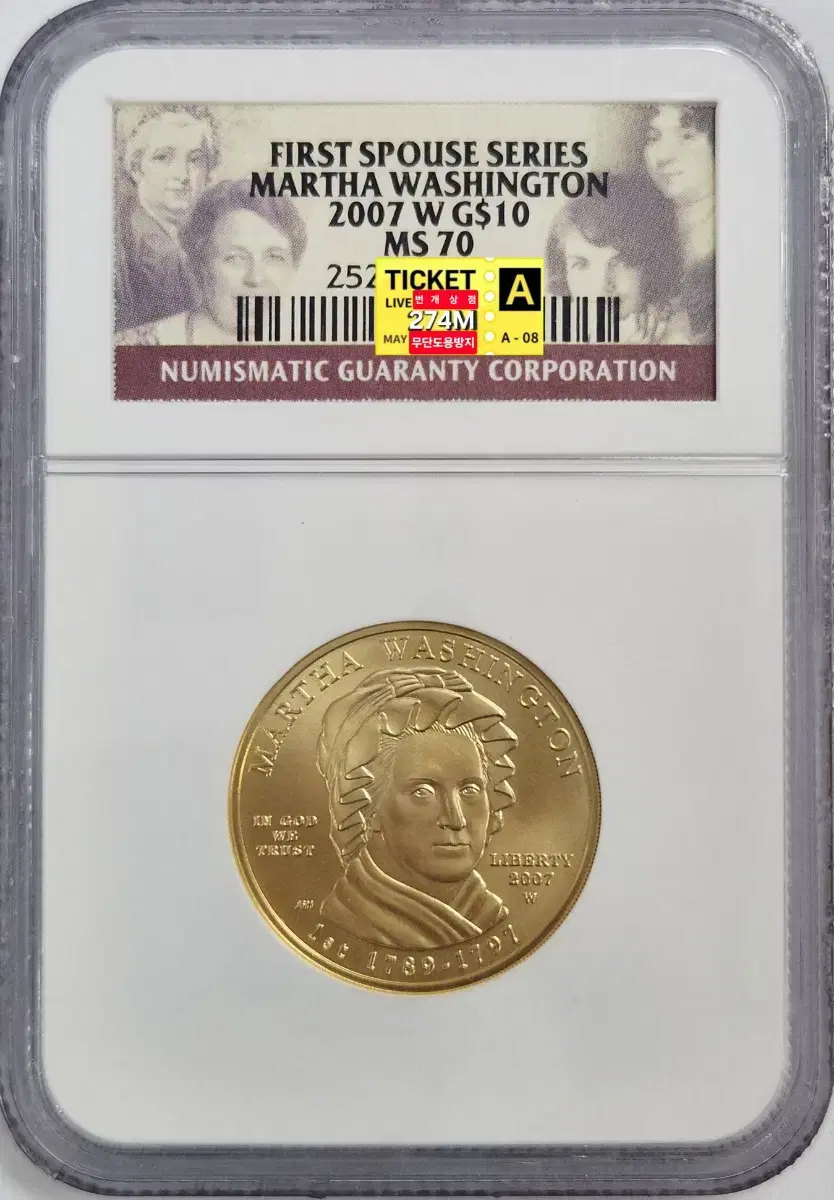 FIRST SPOUSE SERIES
MARTHA WASHINGTON
2007 W G$10
MS 70
252
TICKET
A
LIVE
번개상점
274M
MAY
무단도용방지
A - 08
NUMISMATIC GUARANTY CORPORATION
MARTHA WASHINGTON
IN GOD
WE
TRUST
LIBERTY
2007
W
1st 1789-1797